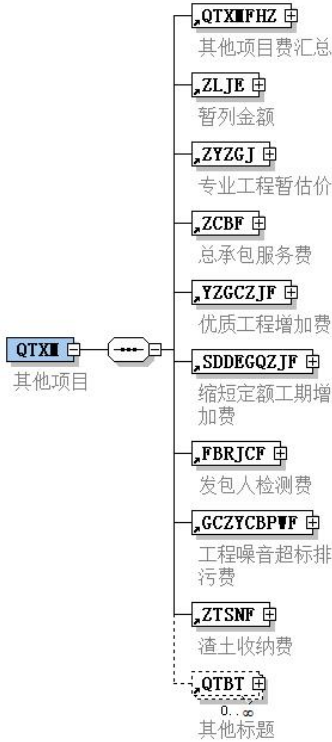 QTXMFHZ
其他项目费汇总
ZLJE
暂列金额
ZYZGJ
专业工程暂估价
ZCBF
总承包服务费
YZGCZJF
优质工程增加费
QTXM
其他项目
SDDEGQZJF
缩短定额工期增
加费
FBRJCF
发包人检测费
GCZYCBPWF
工程噪音超标排
污费
ZTSNF
渣土收纳费
QTBT
0..∞
其他标题